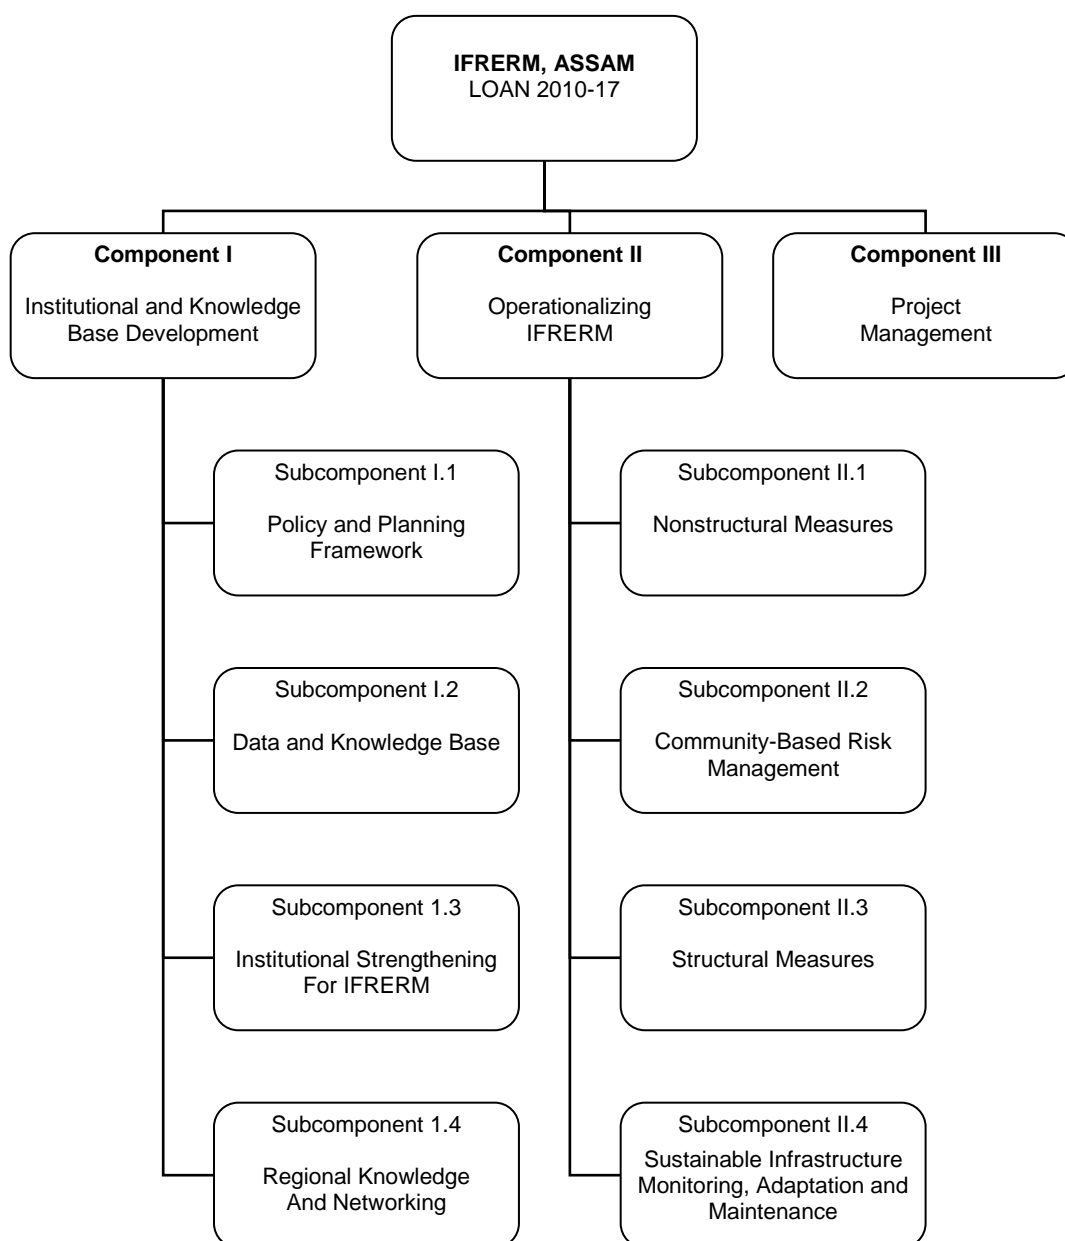 IFRERM, ASSAM
LOAN 2010-17
Component I
Institutional and Knowledge
Base Development
Component II
Operationalizing
IFRERM
Component III
Project
Management
Subcomponent I.1
Policy and Planning
Framework
Subcomponent II.1
Nonstructural Measures
Subcomponent I.2
Data and Knowledge Base
Subcomponent II.2
Community-Based Risk
Management
Subcomponent 1.3
Institutional Strengthening
For IFRERM
Subcomponent II.3
Structural Measures
Subcomponent 1.4
Regional Knowledge
And Networking
Subcomponent II.4
Sustainable Infrastructure
Monitoring, Adaptation and
Maintenance